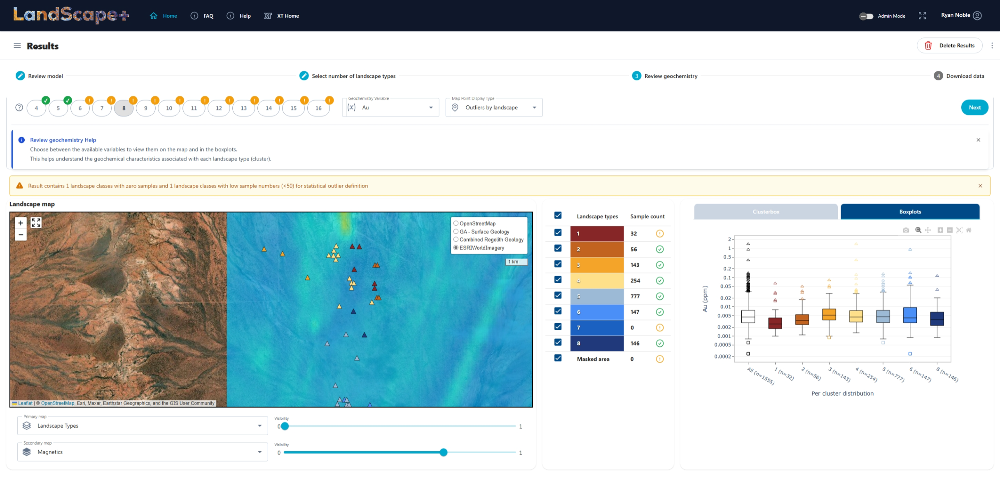 LandScape+
Home
FAQ
Help
XT Home
Admin Mode
Ryan Noble
Results
Delete Results
Review model
Select number of landscape types
3 Review geochemistry
4 Download data
4
5
6
7
8
9
10
11
12
13
14
15
16
Geochemistry Variable
(x) Au
Map Point Display Type
Outliers by landscape
Next
Review geochemistry Help
Choose between the available variables to view them on the map and in the boxplots.
This helps understand the geochemical characteristics associated with each landscape type (cluster).
Result contains 1 landscape classes with zero samples and 1 landscape classes with low sample numbers (<50) for statistical outlier definition
Landscape map
+
−
OpenStreetMap
GA - Surface Geology
Combined Regolith Geology
ESRIWorldImagery
1 km
Leaflet | © OpenStreetMap, Esri, Maxar, Earthstar Geographics, and the GIS User Community
Primary map
Landscape Types
Visibility
0
1
Secondary map
Magnetics
Visibility
0
1
Landscape types Sample count
1 32
2 56
3 143
4 254
5 777
6 147
7 0
8 146
Masked area 0
Clusterbox
Boxplots
2
1
0.5
0.2
0.1
0.05
0.02
0.01
0.005
0.002
0.001
0.0005
0.0002
Au (ppm)
All (n=1555)
1 (n=32)
2 (n=56)
3 (n=143)
4 (n=254)
5 (n=777)
6 (n=147)
8 (n=146)
Per cluster distribution